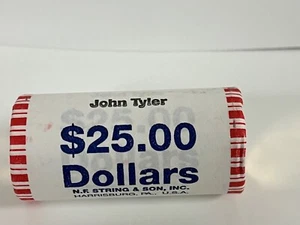 John Tyler
$25.00
Dollars
N.F. STRING & SON, INC.
HARRISBURG, PA., U.S.A.